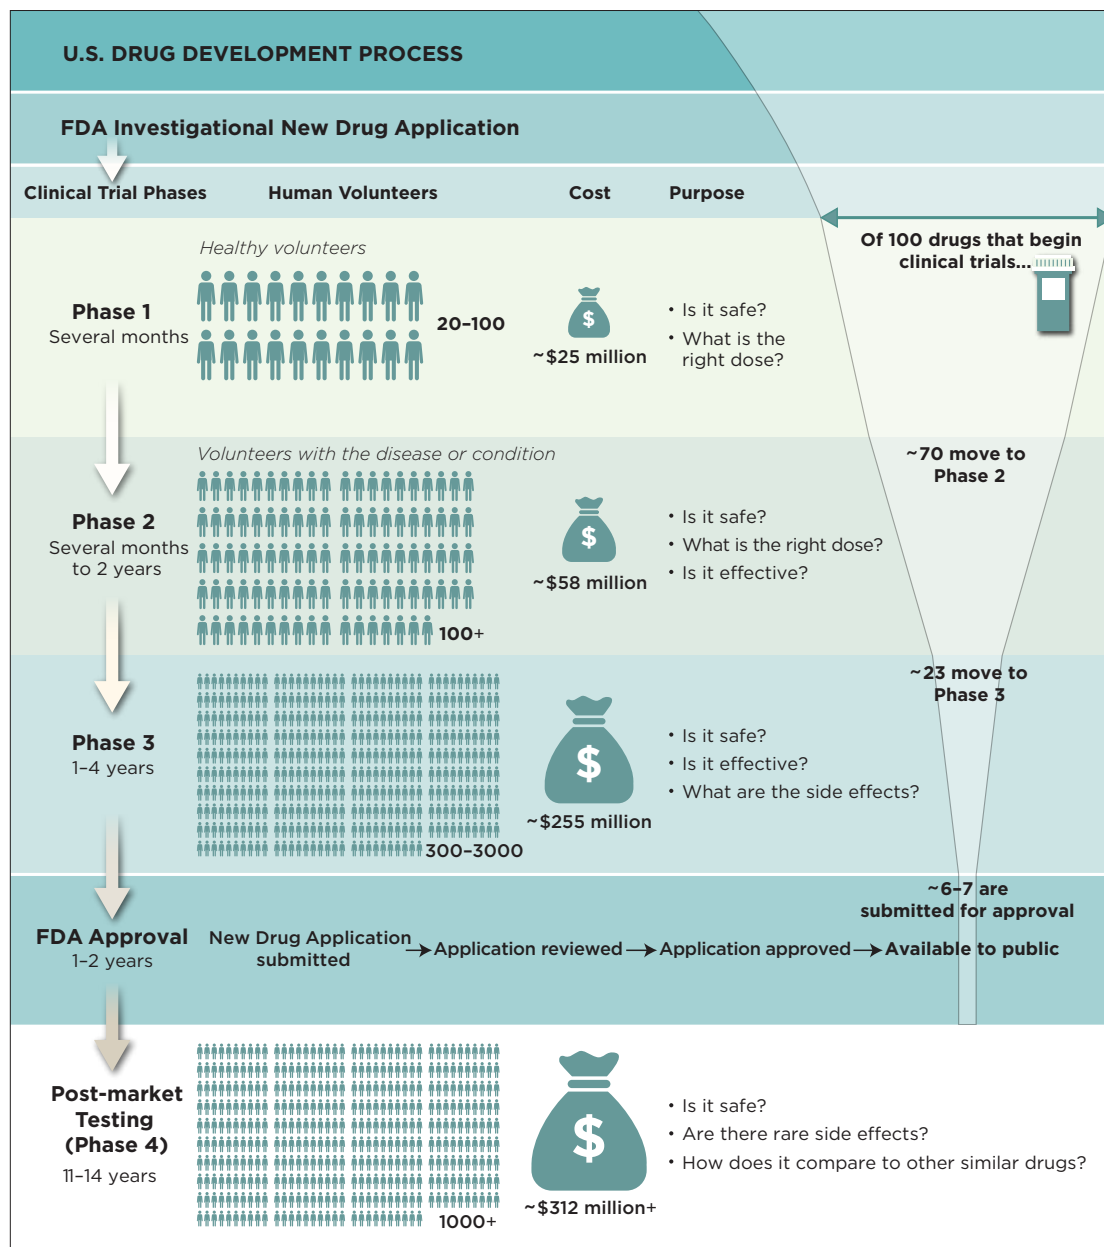 U.S. DRUG DEVELOPMENT PROCESS
FDA Investigational New Drug Application
Clinical Trial Phases
Human Volunteers
Cost
Purpose
Of 100 drugs that begin
clinical trials...
Healthy volunteers
Phase 1
Several months
20–100
$
~$25 million
• Is it safe?
• What is the
right dose?
~70 move to
Phase 2
Volunteers with the disease or condition
Phase 2
Several months
to 2 years
100+
$
~$58 million
• Is it safe?
• What is the right dose?
• Is it effective?
~23 move to
Phase 3
Phase 3
1–4 years
300–3000
$
~$255 million
• Is it safe?
• Is it effective?
• What are the side effects?
~6–7 are
submitted for approval
FDA Approval
1–2 years
New Drug Application
submitted
Application reviewed
Application approved
Available to public
Post-market
Testing
(Phase 4)
11–14 years
1000+
$
~$312 million+
• Is it safe?
• Are there rare side effects?
• How does it compare to other similar drugs?